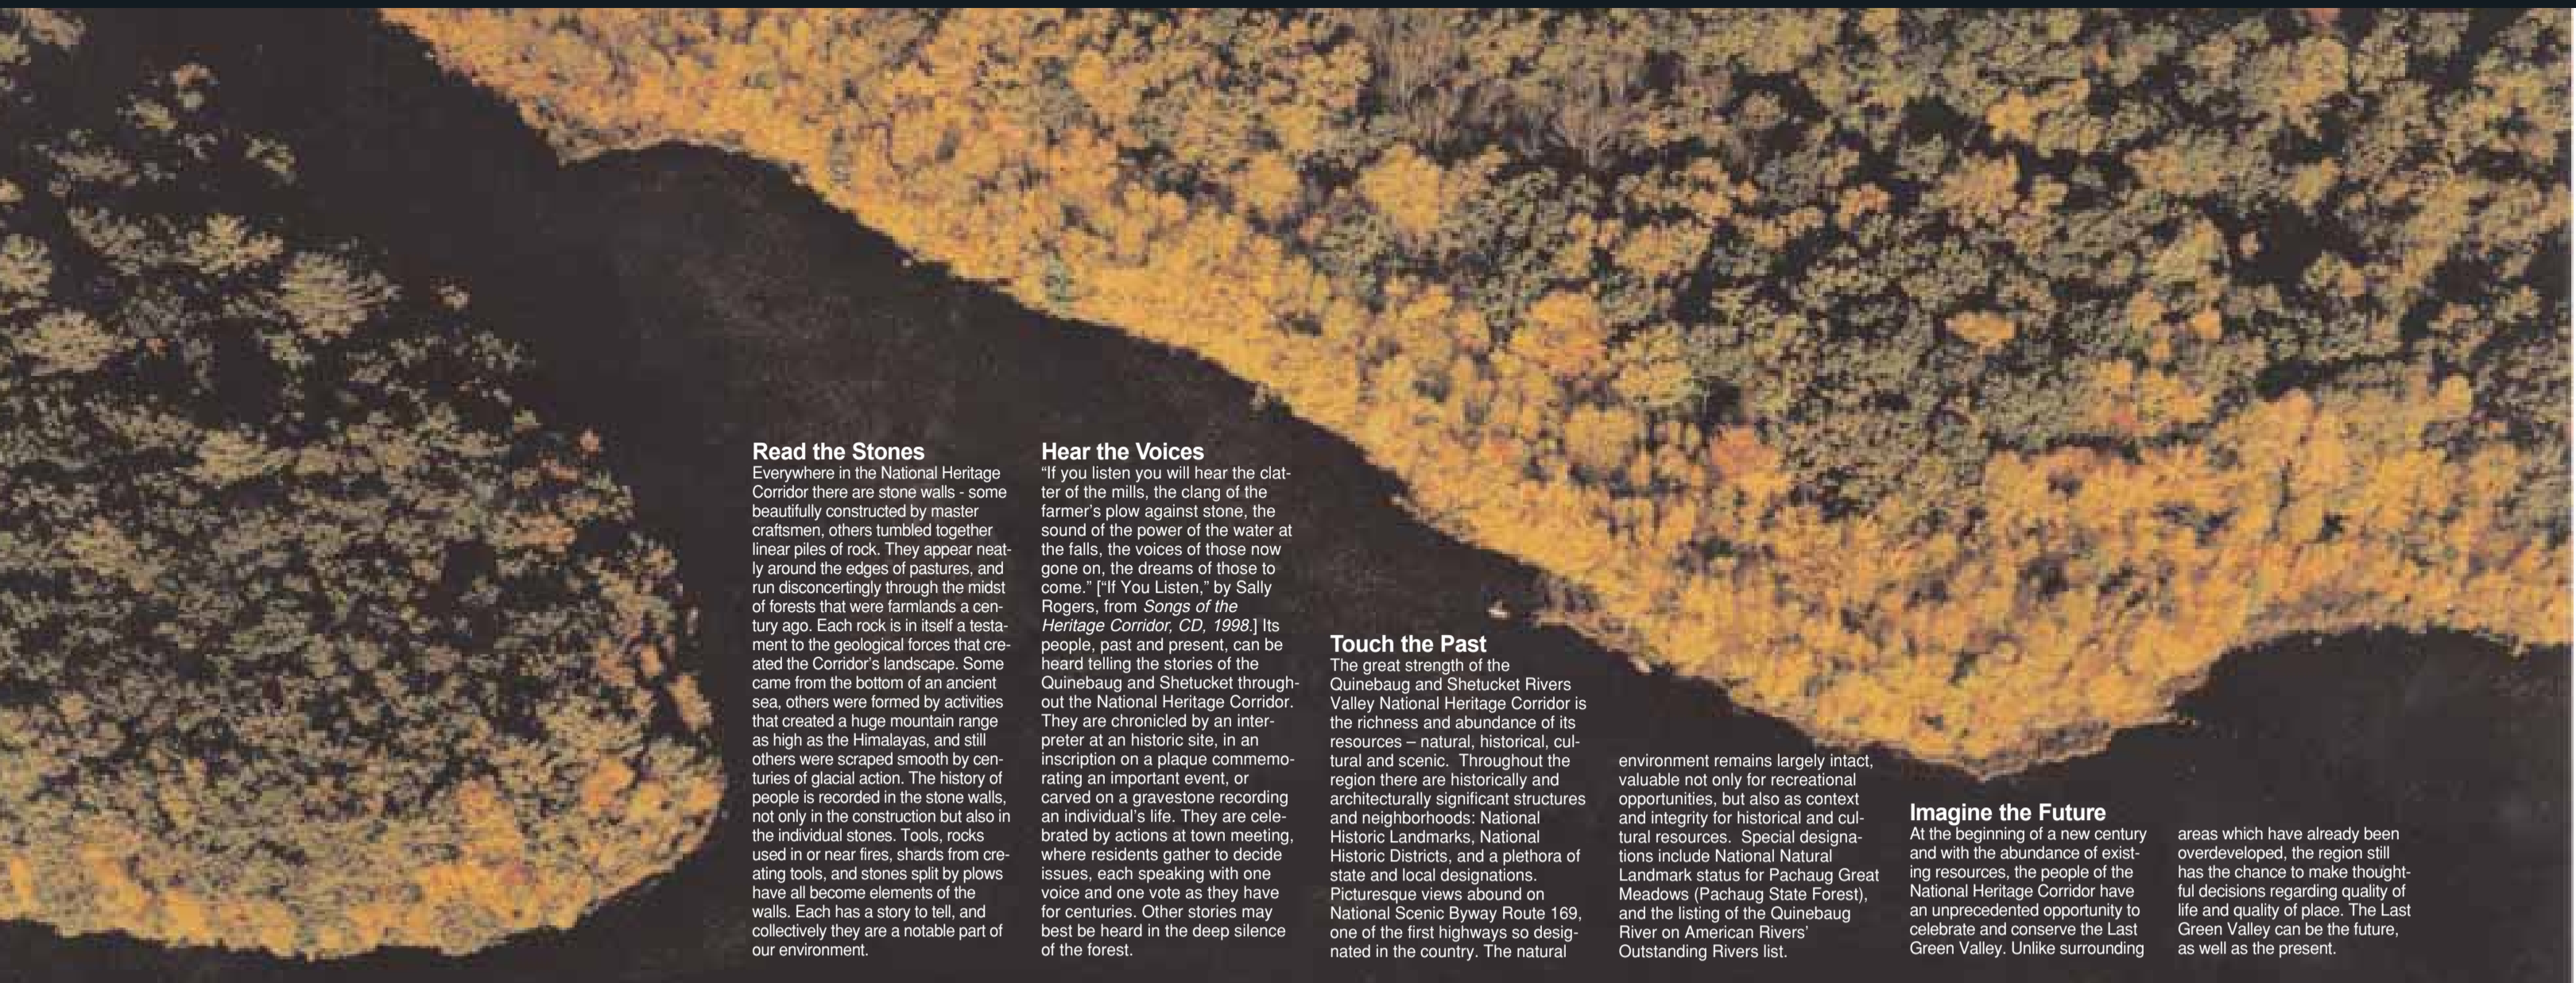 Read the Stones
Everywhere in the National Heritage
Corridor there are stone walls - some
beautifully constructed by master
craftsmen, others tumbled together
linear piles of rock. They appear neat-
ly around the edges of pastures, and
run disconcertingly through the midst
of forests that were farmlands a cen-
tury ago. Each rock is in itself a testa-
ment to the geological forces that cre-
ated the Corridor's landscape. Some
came from the bottom of an ancient
sea, others were formed by activities
that created a huge mountain range
as high as the Himalayas, and still
others were scraped smooth by cen-
turies of glacial action. The history of
people is recorded in the stone walls,
not only in the construction but also in
the individual stones. Tools, rocks
used in or near fires, shards from cre-
ating tools, and stones split by plows
have all become elements of the
walls. Each has a story to tell, and
collectively they are a notable part of
our environment.
Hear the Voices
“If you listen you will hear the clat-
ter of the mills, the clang of the
farmer's plow against stone, the
sound of the power of the water at
the falls, the voices of those now
gone on, the dreams of those to
come.” [“If You Listen,” by Sally
Rogers, from Songs of the
Heritage Corridor, CD, 1998.] Its
people, past and present, can be
heard telling the stories of the
Quinebaug and Shetucket through-
out the National Heritage Corridor.
They are chronicled by an inter-
preter at an historic site, in an
inscription on a plaque commemo-
rating an important event, or
carved on a gravestone recording
an individual's life. They are cele-
brated by actions at town meeting,
where residents gather to decide
issues, each speaking with one
voice and one vote as they have
for centuries. Other stories may
best be heard in the deep silence
of the forest.
Touch the Past
The great strength of the
Quinebaug and Shetucket Rivers
Valley National Heritage Corridor is
the richness and abundance of its
resources – natural, historical, cul-
tural and scenic. Throughout the
region there are historically and
architecturally significant structures
and neighborhoods: National
Historic Landmarks, National
Historic Districts, and a plethora of
state and local designations.
Picturesque views abound on
National Scenic Byway Route 169,
one of the first highways so desig-
nated in the country. The natural
environment remains largely intact,
valuable not only for recreational
opportunities, but also as context
and integrity for historical and cul-
tural resources. Special designa-
tions include National Natural
Landmark status for Pachaug Great
Meadows (Pachaug State Forest),
and the listing of the Quinebaug
River on American Rivers'
Outstanding Rivers list.
Imagine the Future
At the beginning of a new century
and with the abundance of exist-
ing resources, the people of the
National Heritage Corridor have
an unprecedented opportunity to
celebrate and conserve the Last
Green Valley. Unlike surrounding
areas which have already been
overdeveloped, the region still
has the chance to make thought-
ful decisions regarding quality of
life and quality of place. The Last
Green Valley can be the future,
as well as the present.